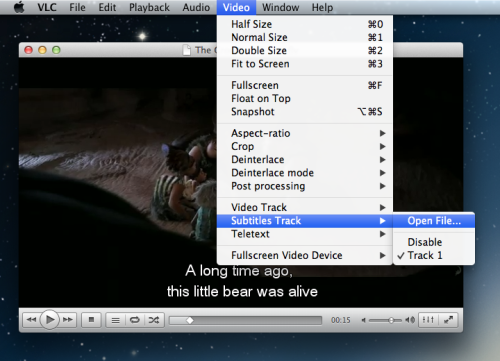 VLC File Edit Playback Audio Video Window Help
The
Half Size ⌘0
Normal Size ⌘1
Double Size ⌘2
Fit to Screen ⌘3
Fullscreen ⌘F
Float on Top
Snapshot ⌥⌘S
Aspect-ratio
Crop
Deinterlace
Deinterlace mode
Post processing
Video Track
Subtitles Track
Open File...
Teletext
Disable
Fullscreen Video Device
✓ Track 1
A long time ago,
this little bear was alive
00:15